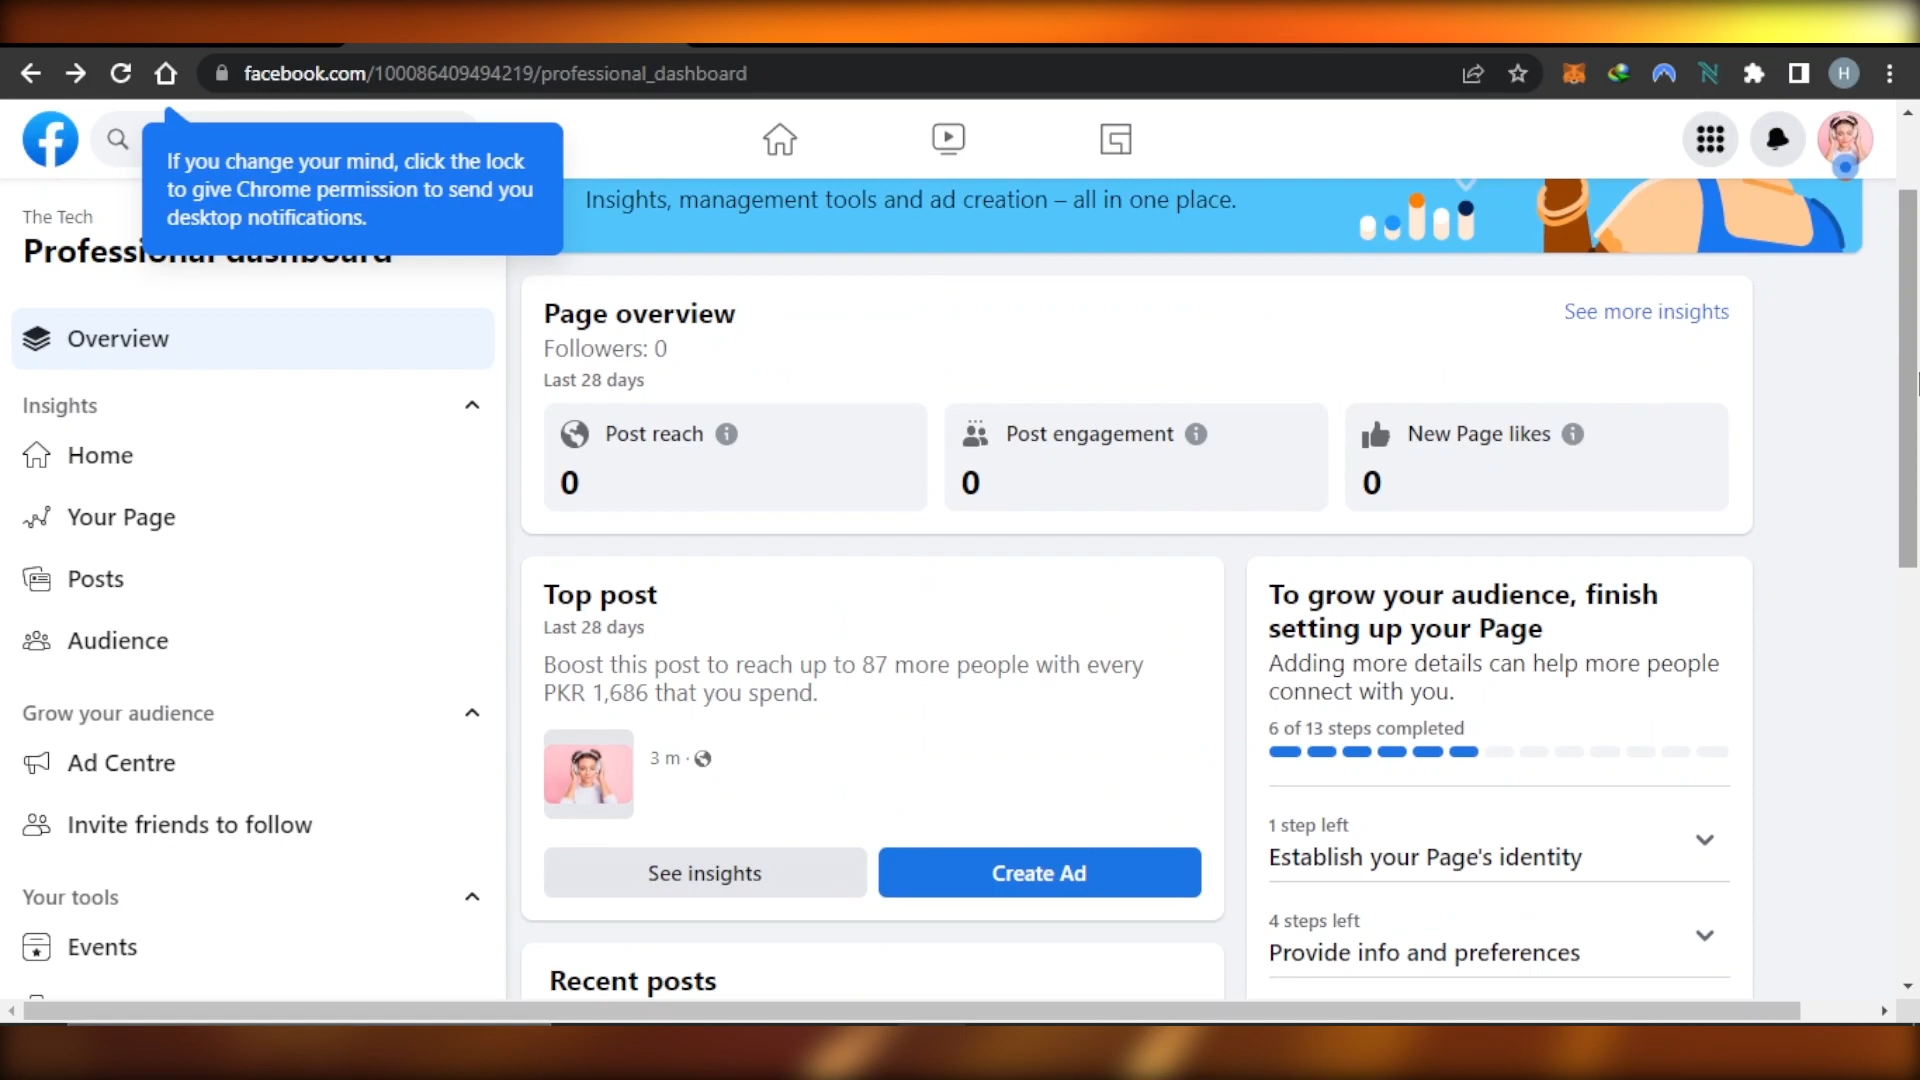 facebook.com/100086409494219/professional_dashboard
H
If you change your mind, click the lock
to give Chrome permission to send you
desktop notifications.
The Tech
Professional dashboard
Overview
Insights
Home
Your Page
Posts
Audience
Grow your audience
Ad Centre
Invite friends to follow
Your tools
Events
Insights, management tools and ad creation – all in one place.
Page overview
See more insights
Followers: 0
Last 28 days
Post reach
0
Post engagement
0
New Page likes
0
Top post
Last 28 days
Boost this post to reach up to 87 more people with every
PKR 1,686 that you spend.
3 m ·
See insights
Create Ad
Recent posts
To grow your audience, finish
setting up your Page
Adding more details can help more people
connect with you.
6 of 13 steps completed
1 step left
Establish your Page's identity
4 steps left
Provide info and preferences